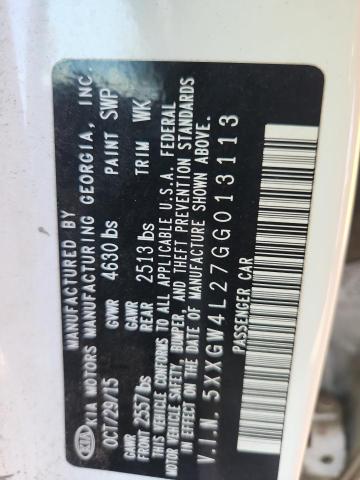 MANUFACTURED BY
KIA KIA MOTORS MANUFACTURING GEORGIA, INC.
OCT/29/15 GVWR 4630 lbs PAINT SWP
GAWR GAWR
FRONT 2557lbs REAR 2513 lbs TRIM WK
THIS VEHICLE CONFORMS TO ALL APPLICABLE U.S.A. FEDERAL
MOTOR VEHICLE SAFETY, BUMPER, AND THEFT PREVENTION STANDARDS
IN EFFECT ON THE DATE OF MANUFACTURE SHOWN ABOVE.
V.I.N. 5XXGW4L27GG013113
PASSENGER CAR